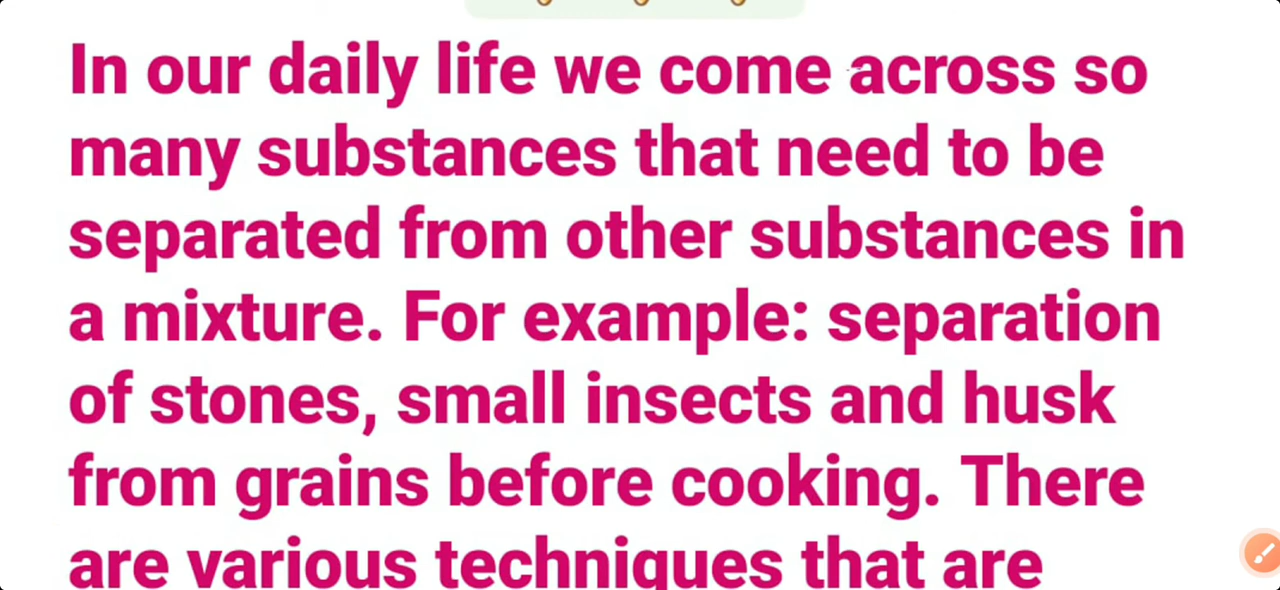 In our daily life we come across so
many substances that need to be
separated from other substances in
a mixture. For example: separation
of stones, small insects and husk
from grains before cooking. There
are various techniques that are